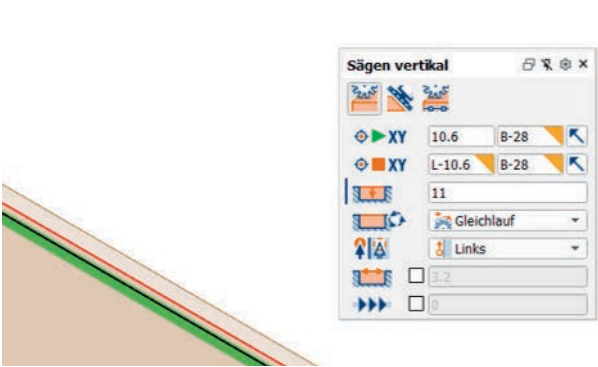 Sägen vertikal
XY 10.6 B-28
XY L-10.6 B-28
11
Gleichlauf
Links
3.2
0